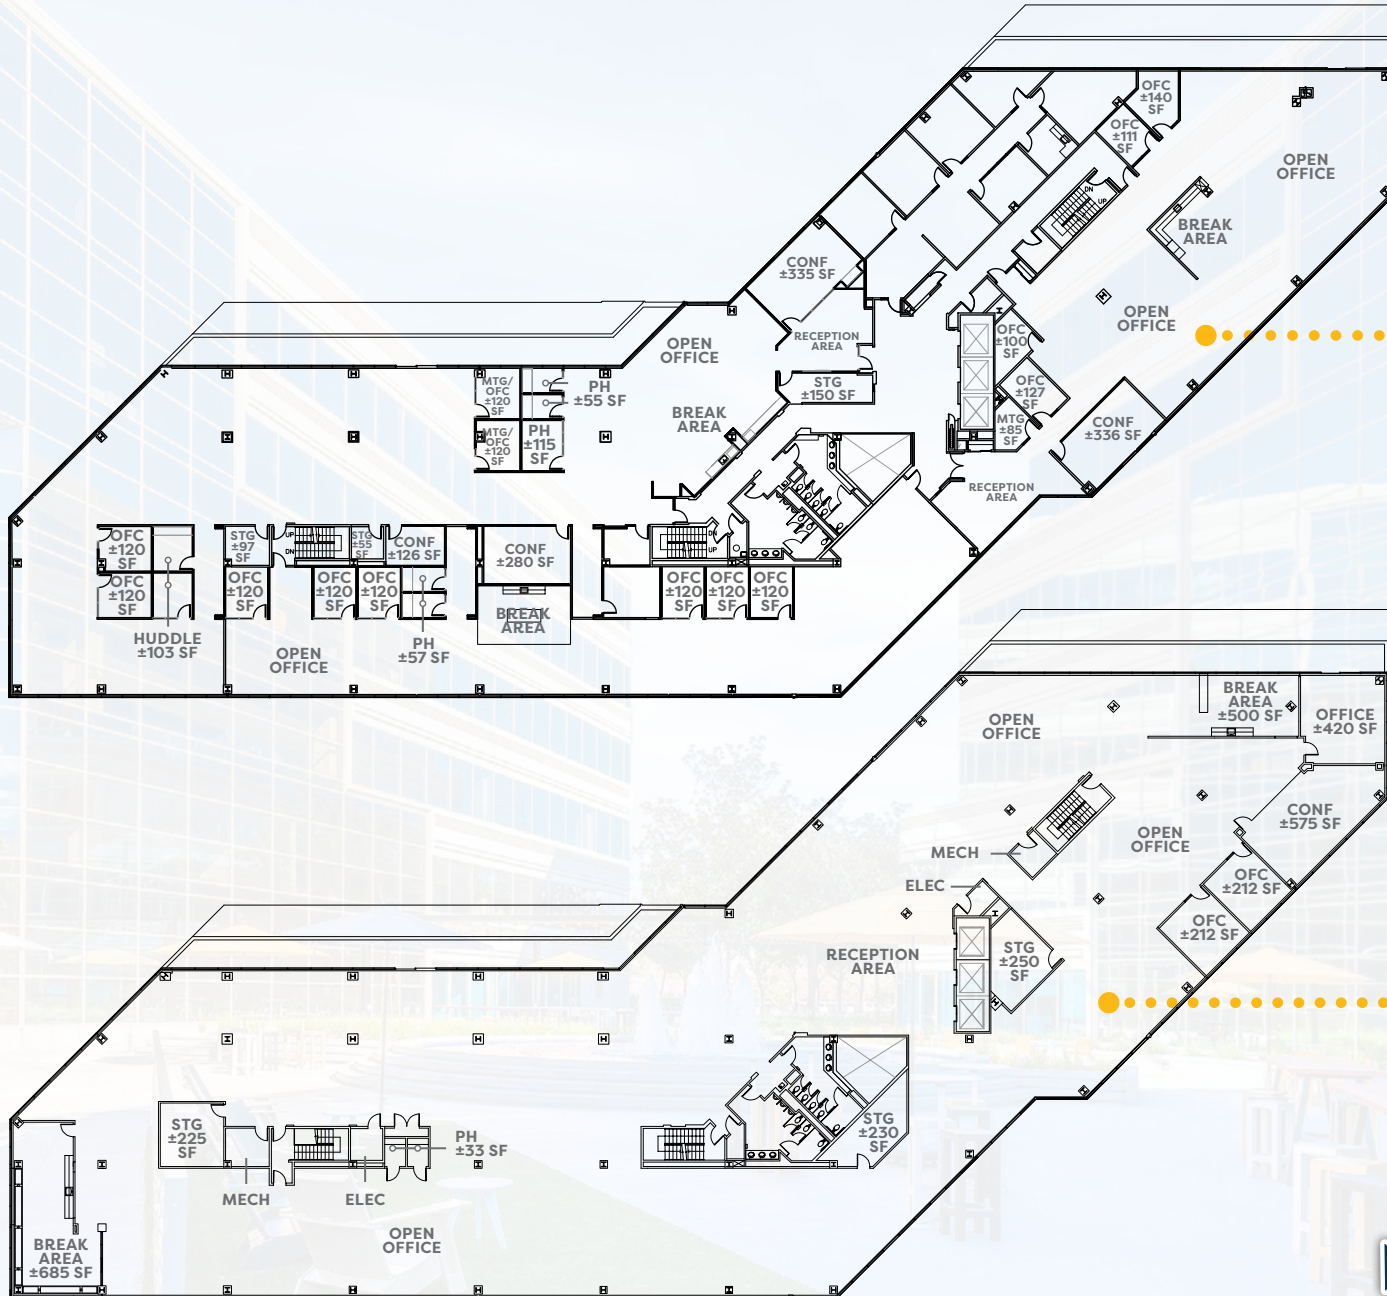 OFC
±140
SF
OFC
±111
SF
OPEN
OFFICE
DN
UP
BREAK
AREA
CONF
±335 SF
OPEN
OFFICE
RECEPTION
AREA
OPEN
OFFICE
OFC
±100
SF
MTG/
OFC
±120
SF
PH
±55 SF
STG
±150 SF
OFC
±127
SF
BREAK
AREA
MTG
±85
SF
CONF
±336 SF
MTG/
OFC
±120
SF
PH
±115
SF
RECEPTION
AREA
OFC
±120
SF
STG
±97
SF
UP
DN
STG
±55
SF
CONF
±126 SF
CONF
±280 SF
DN
UP
OFC
±120
SF
OFC
±120
SF
OFC
±120
SF
OFC
±120
SF
OFC
±120
SF
OFC
±120
SF
OFC
±120
SF
BREAK
AREA
HUDDLE
±103 SF
OPEN
OFFICE
PH
±57 SF
OPEN
OFFICE
BREAK
AREA
±500 SF
OFFICE
±420 SF
CONF
±575 SF
OPEN
OFFICE
MECH
ELEC
OFC
±212 SF
OFC
±212 SF
RECEPTION
AREA
STG
±250
SF
STG
±225
SF
PH
±33 SF
STG
±230
SF
MECH
ELEC
OPEN
OFFICE
BREAK
AREA
±685 SF